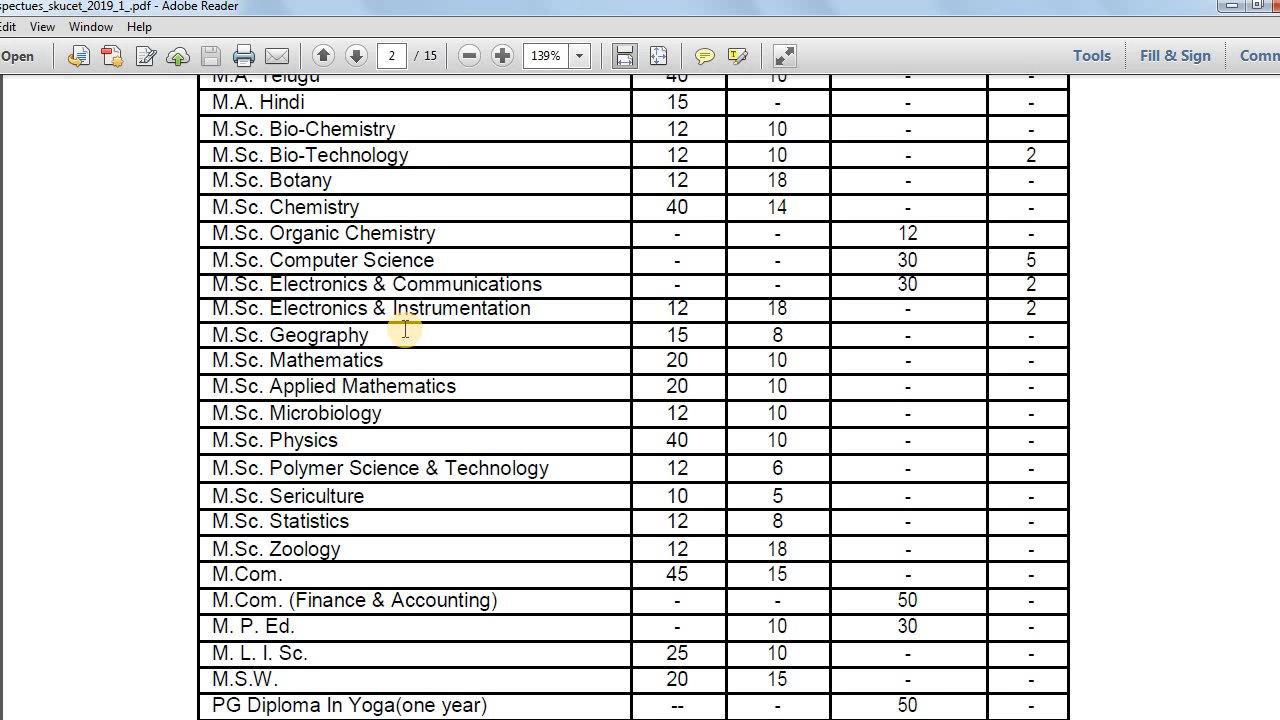 spectues_skucet_2019_1_.pdf - Adobe Reader
Edit View Window Help
Open 2 / 15 139% Tools Fill & Sign Comm
M.A. Telugu 40 10 - -
M.A. Hindi 15 - - -
M.Sc. Bio-Chemistry 12 10 - -
M.Sc. Bio-Technology 12 10 - 2
M.Sc. Botany 12 18 - -
M.Sc. Chemistry 40 14 - -
M.Sc. Organic Chemistry - - 12 -
M.Sc. Computer Science - - 30 5
M.Sc. Electronics & Communications - - 30 2
M.Sc. Electronics & Instrumentation 12 18 - 2
M.Sc. Geography 15 8 - -
M.Sc. Mathematics 20 10 - -
M.Sc. Applied Mathematics 20 10 - -
M.Sc. Microbiology 12 10 - -
M.Sc. Physics 40 10 - -
M.Sc. Polymer Science & Technology 12 6 - -
M.Sc. Sericulture 10 5 - -
M.Sc. Statistics 12 8 - -
M.Sc. Zoology 12 18 - -
M.Com. 45 15 - -
M.Com. (Finance & Accounting) - - 50 -
M. P. Ed. - 10 30 -
M. L. I. Sc. 25 10 - -
M.S.W. 20 15 - -
PG Diploma In Yoga(one year) -- - 50 -